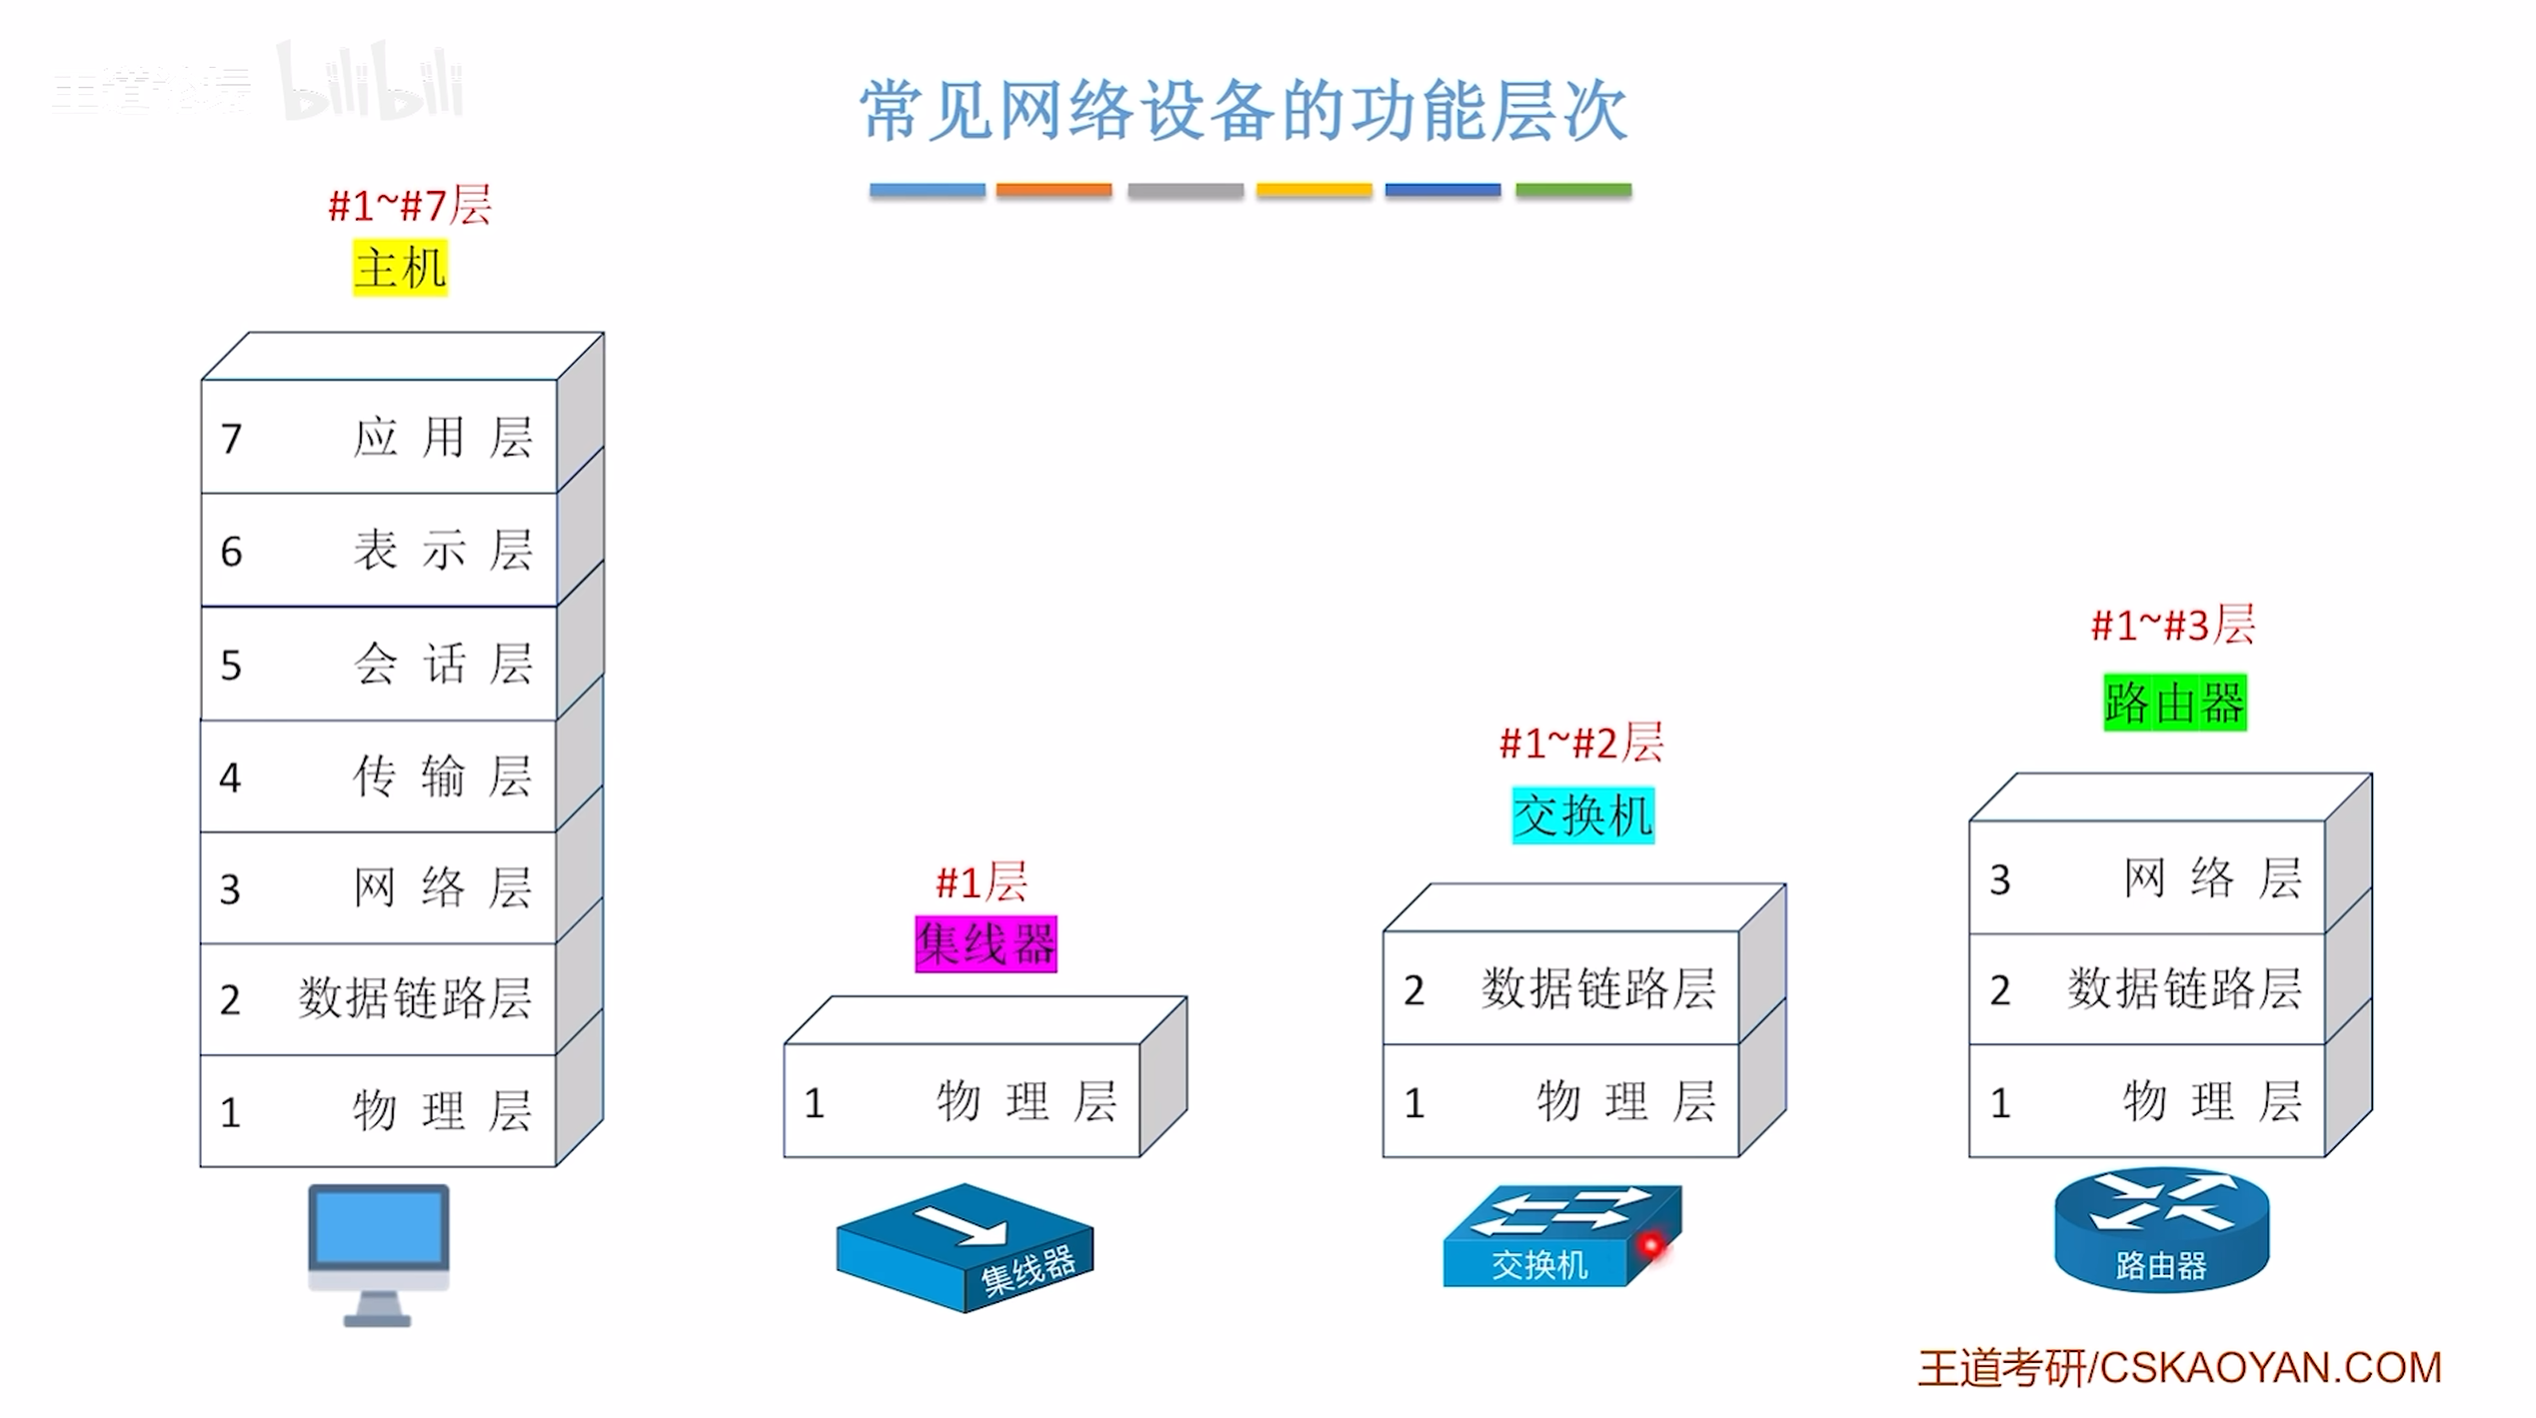 王道论坛 bilibili
常见网络设备的功能层次
#1~#7层
主机
7 应用层
6 表示层
5 会话层
4 传输层
3 网络层
2 数据链路层
1 物理层
#1层
集线器
1 物理层
集线器
#1~#2层
交换机
2 数据链路层
1 物理层
交换机
#1~#3层
路由器
3 网络层
2 数据链路层
1 物理层
路由器
王道考研/CSKAOYAN.COM